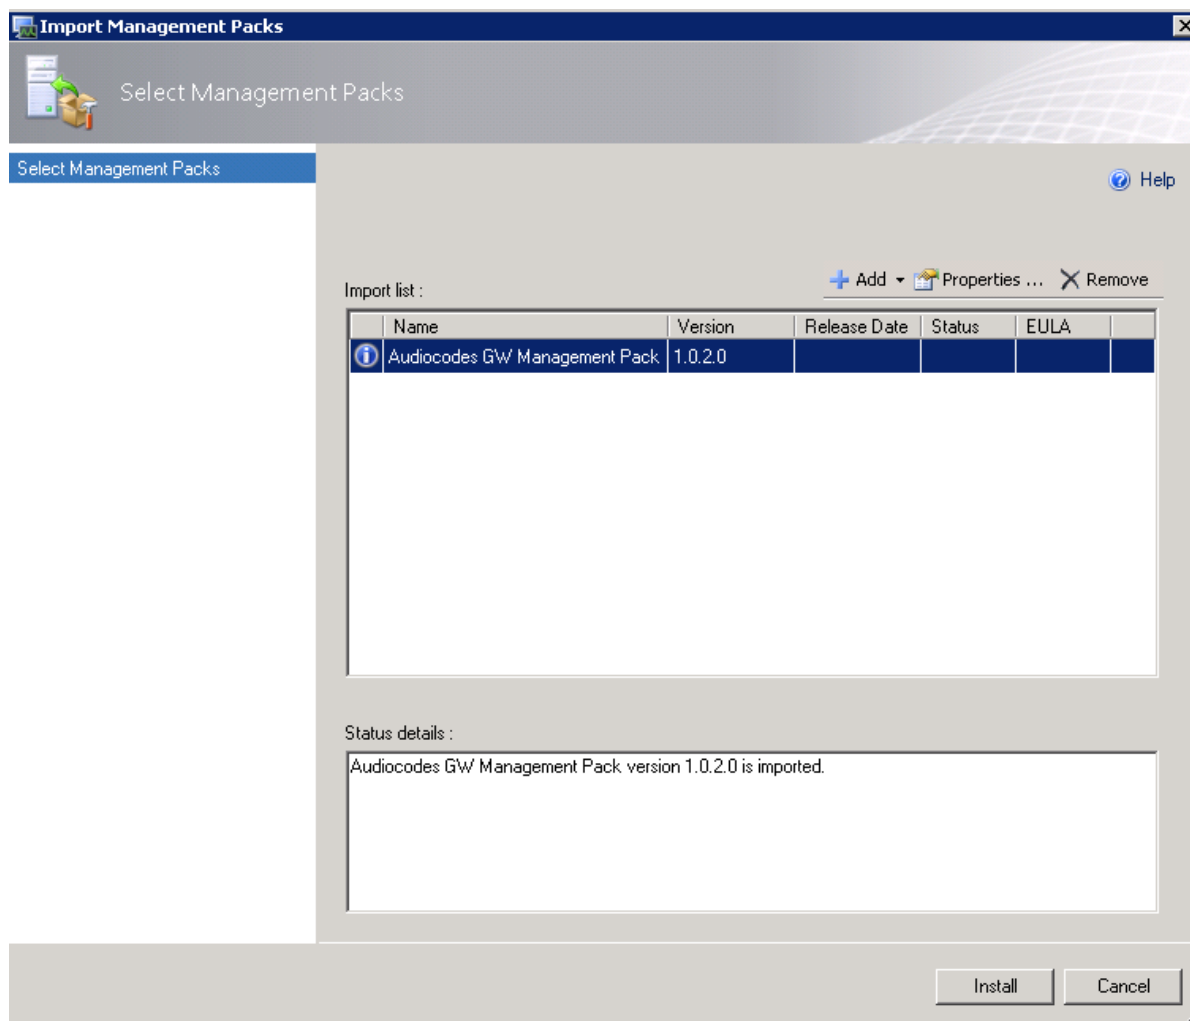 Import Management Packs
Select Management Packs
Select Management Packs
Help
Import list :
Add
Properties ...
Remove
Name Version Release Date Status EULA
Audiocodes GW Management Pack 1.0.2.0
Status details :
Audiocodes GW Management Pack version 1.0.2.0 is imported.
Install
Cancel